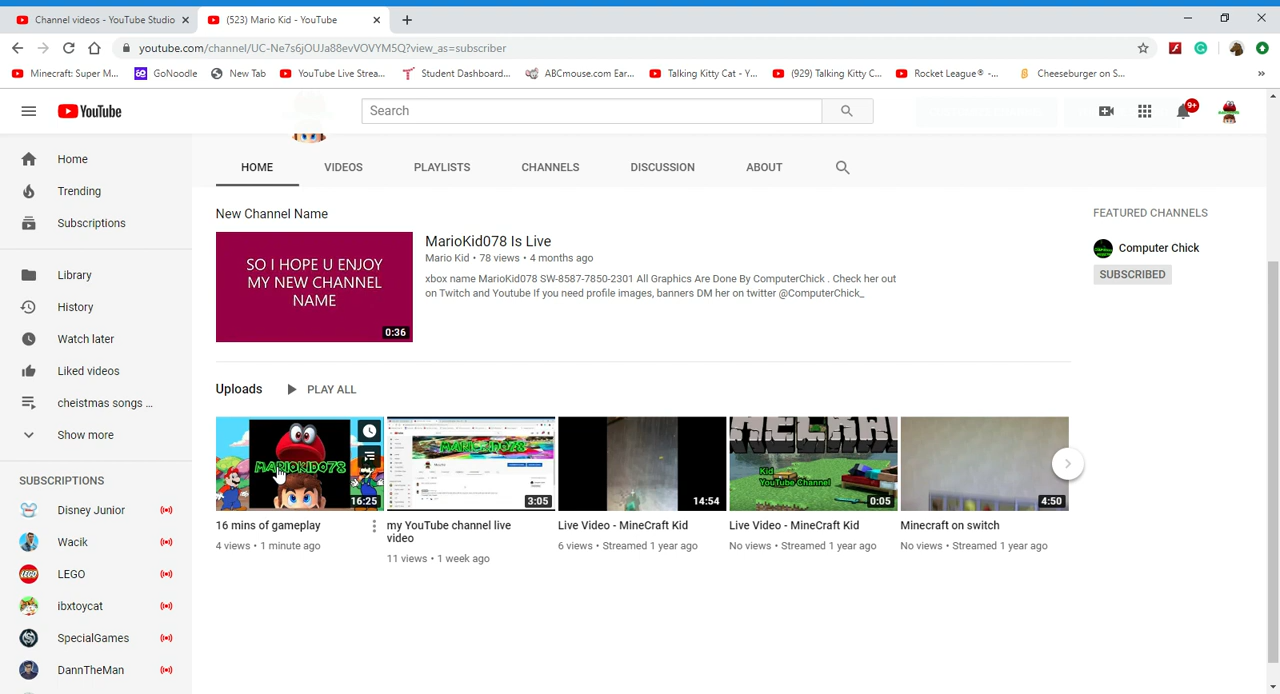 Channel videos - YouTube Studio
(523) Mario Kid - YouTube
youtube.com/channel/UC-Ne7s6jOUJa88evVOVYM5Q?view_as=subscriber
Minecraft: Super M...
GoNoodle
New Tab
YouTube Live Strea...
Student Dashboard...
ABCmouse.com Ear...
Talking Kitty Cat - Y...
(929) Talking Kitty C...
Rocket League® -...
Cheeseburger on S...
YouTube
Search
9+
HOME
VIDEOS
PLAYLISTS
CHANNELS
DISCUSSION
ABOUT
Home
Trending
Subscriptions
Library
History
Watch later
Liked videos
cheistmas songs ...
Show more
SUBSCRIPTIONS
Disney Junior
Wacik
LEGO
ibxtoycat
SpecialGames
DannTheMan
New Channel Name
SO I HOPE U ENJOY
MY NEW CHANNEL
NAME
0:36
MarioKid078 Is Live
Mario Kid • 78 views • 4 months ago
xbox name MarioKid078 SW-8587-7850-2301 All Graphics Are Done By ComputerChick . Check her out
on Twitch and Youtube If you need profile images, banners DM her on twitter @ComputerChick_
FEATURED CHANNELS
Computer Chick
SUBSCRIBED
Uploads
PLAY ALL
MARIOKID078
16:25
16 mins of gameplay
4 views • 1 minute ago
MARIOKID078
3:05
my YouTube channel live
video
11 views • 1 week ago
14:54
Live Video - MineCraft Kid
6 views • Streamed 1 year ago
Kid
YouTube Channel
0:05
Live Video - MineCraft Kid
No views • Streamed 1 year ago
4:50
Minecraft on switch
No views • Streamed 1 year ago